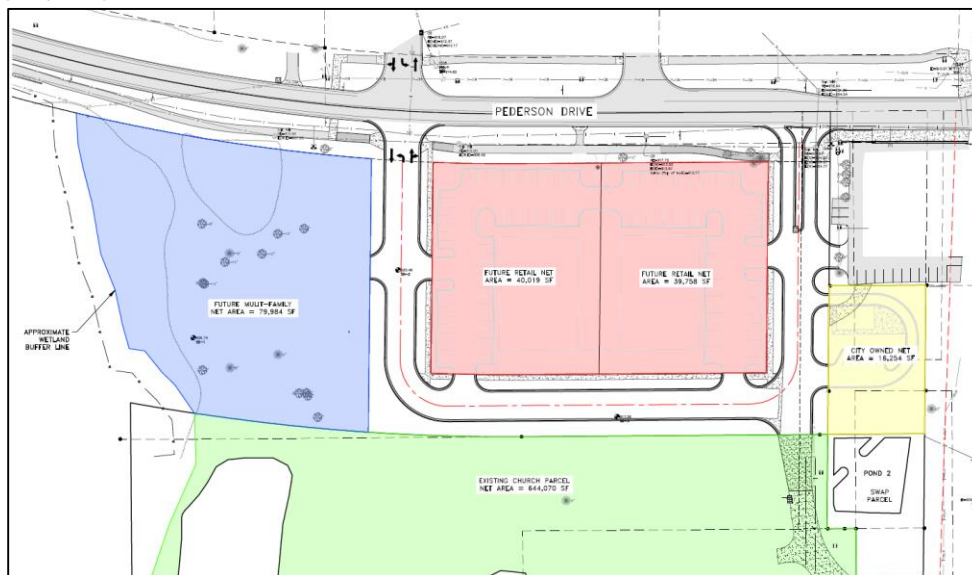 PEDERSON DRIVE
FUTURE RETAIL NET
AREA = 40,019 SF
FUTURE RETAIL NET
AREA = 39,758 SF
FUTURE MULIT-FAMILY
NET AREA = 79,984 SF
APPROXIMATE
WETLAND
BUFFER LINE
CITY OWNED NET
AREA = 16,254 SF
EXISTING CHURCH PARCEL
NET AREA = 644,070 SF
POND 2
SWAP
PARCEL